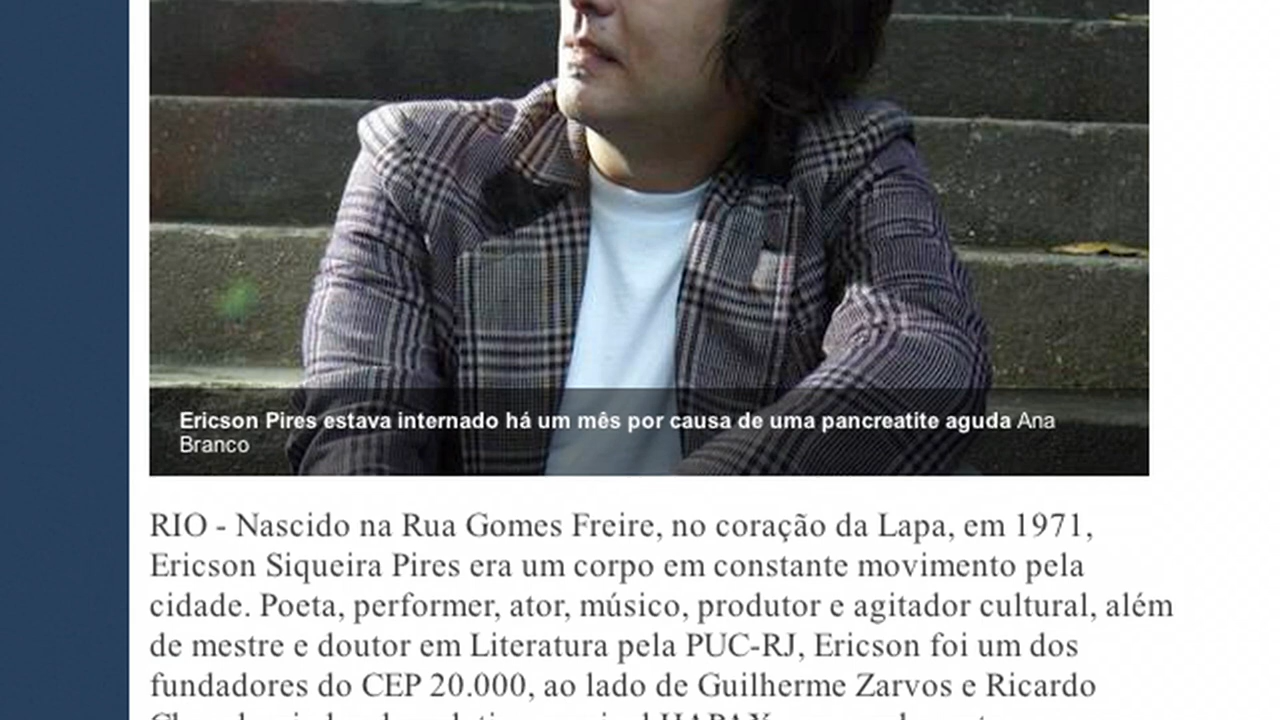 Ericson Pires estava internado há um mês por causa de uma pancreatite aguda Ana
Branco
RIO - Nascido na Rua Gomes Freire, no coração da Lapa, em 1971,
Ericson Siqueira Pires era um corpo em constante movimento pela
cidade. Poeta, performer, ator, músico, produtor e agitador cultural, além
de mestre e doutor em Literatura pela PUC-RJ, Ericson foi um dos
fundadores do CEP 20.000, ao lado de Guilherme Zarvos e Ricardo